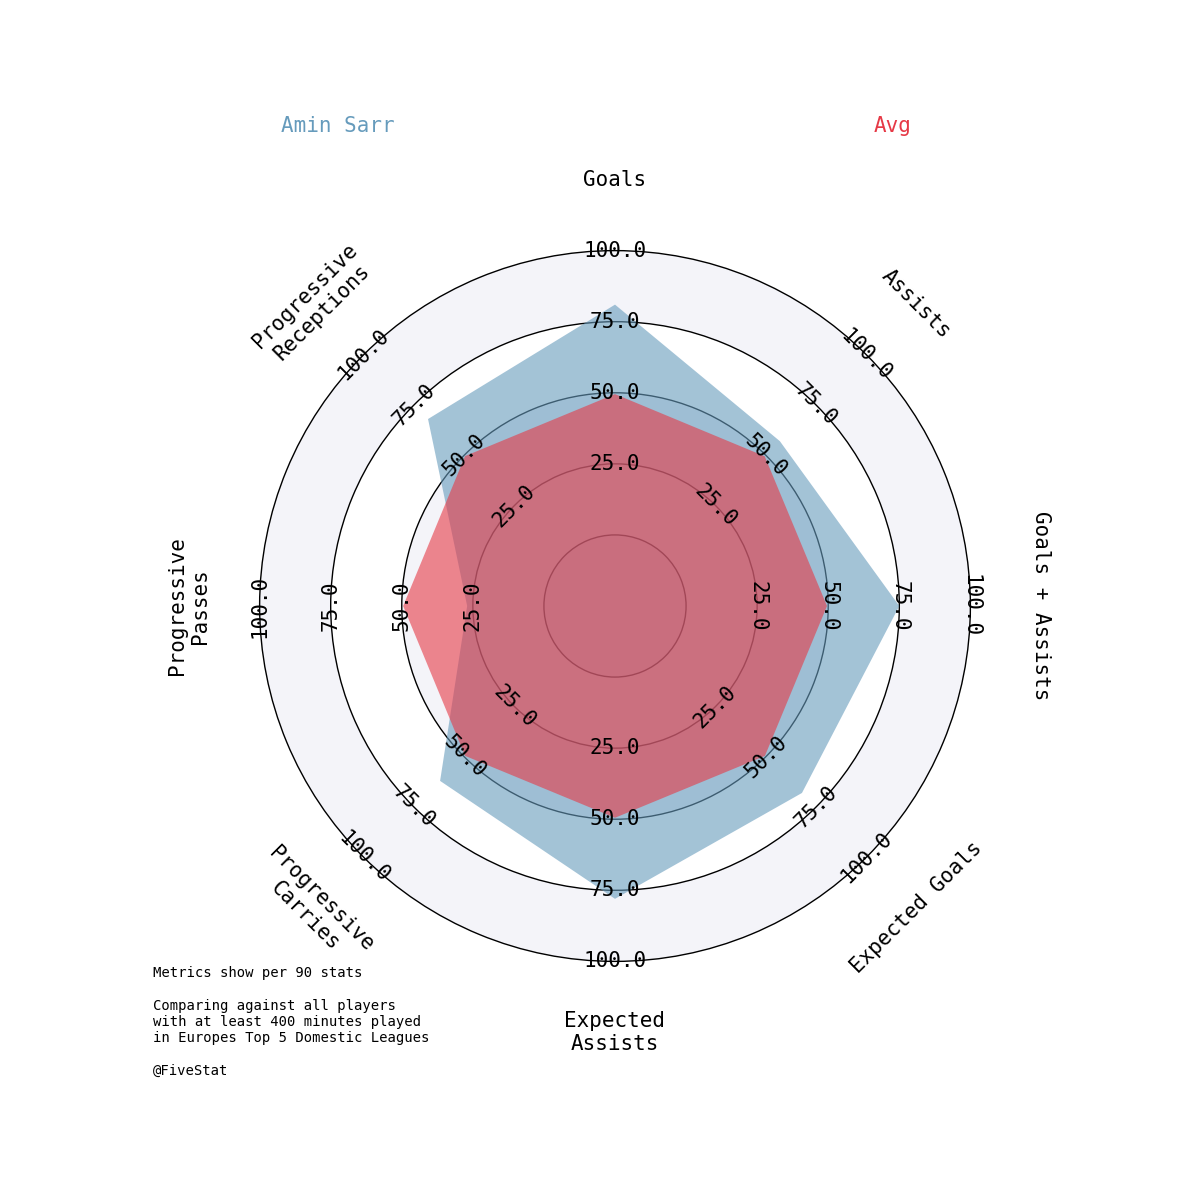 Amin Sarr
Avg
Goals
Progressive
Receptions
Assists
100.0
75.0
50.0
25.0
100.0
75.0
50.0
25.0
100.0
75.0
50.0
25.0
Progressive
Passes
100.0
75.0
50.0
25.0
25.0
50.0
75.0
100.0
Goals + Assists
25.0
50.0
75.0
100.0
25.0
50.0
75.0
100.0
25.0
50.0
75.0
100.0
Progressive
Carries
Expected Goals
Expected
Assists
Metrics show per 90 stats
Comparing against all players
with at least 400 minutes played
in Europes Top 5 Domestic Leagues
@FiveStat